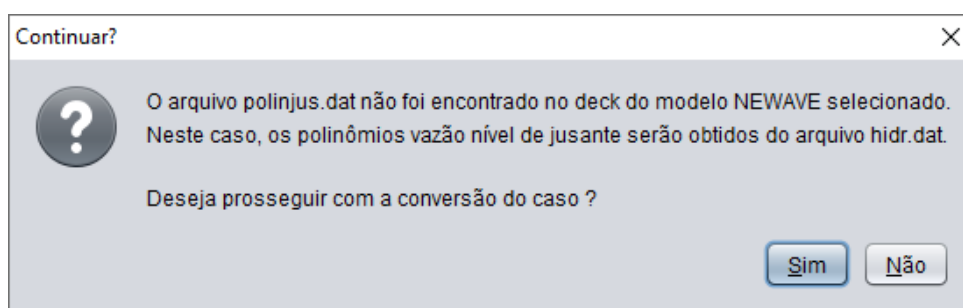 Continuar?
O arquivo polinjus.dat não foi encontrado no deck do modelo NEWAVE selecionado.
Neste caso, os polinômios vazão nível de jusante serão obtidos do arquivo hidr.dat.
Deseja prosseguir com a conversão do caso ?
Sim Não